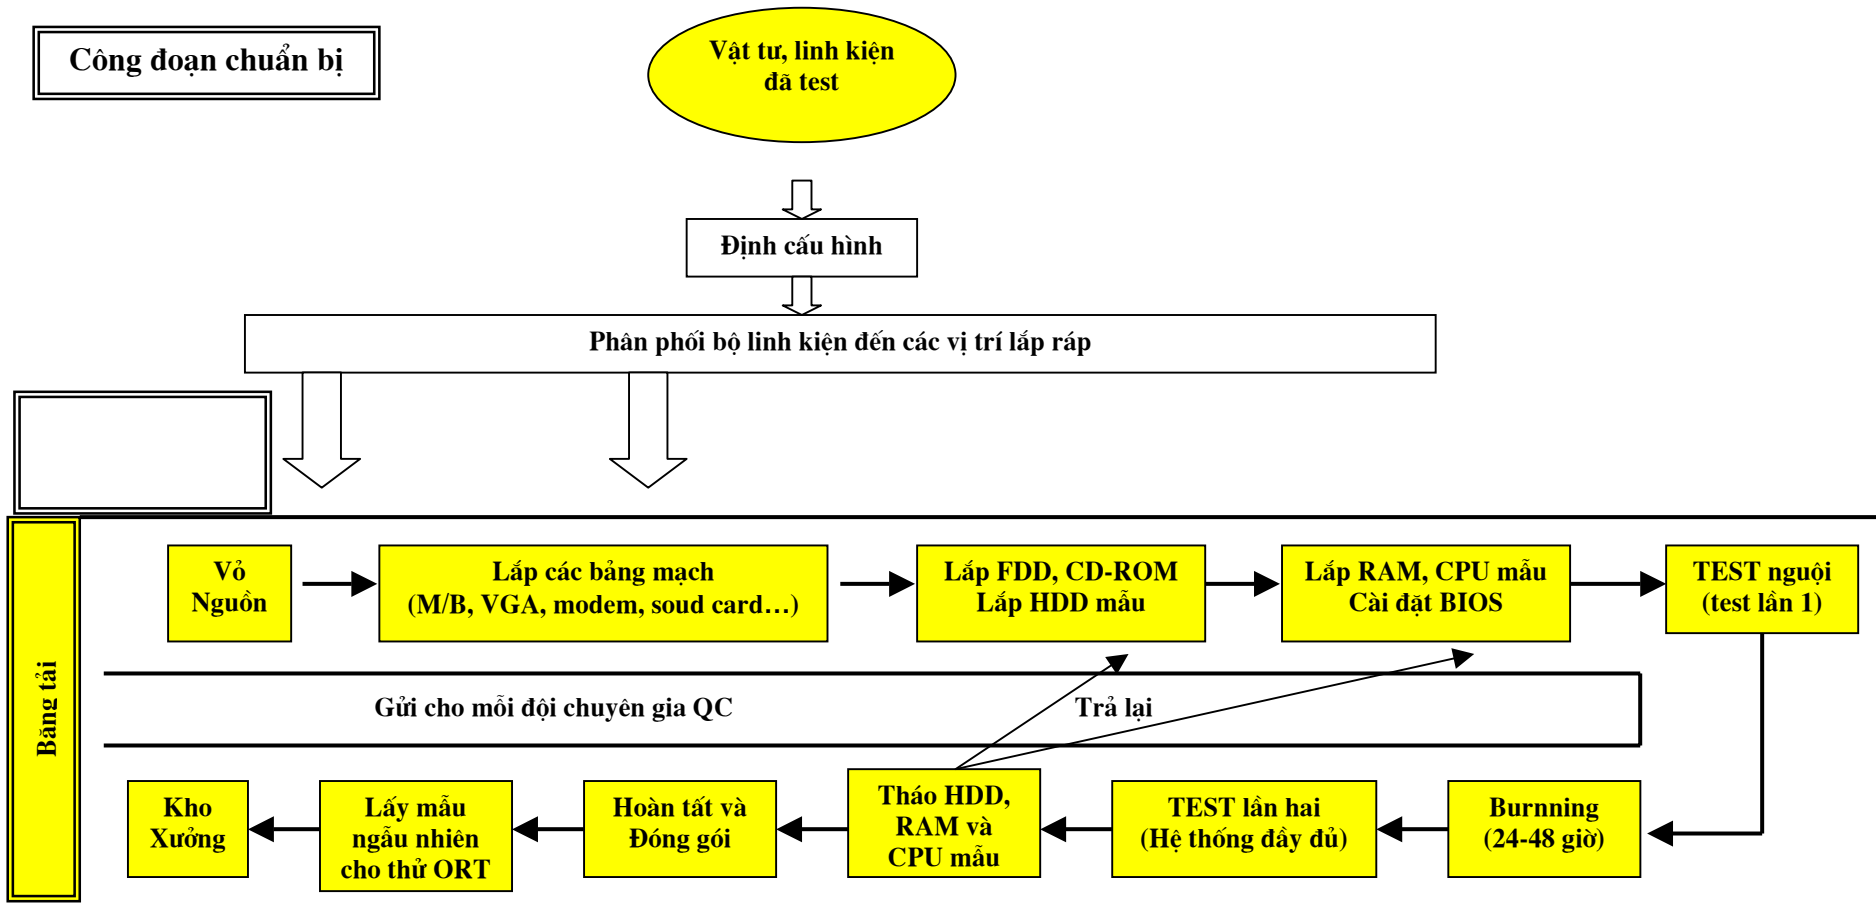 Công đoạn chuẩn bị
Vật tư, linh kiện
đã test
Định cấu hình
Phân phối bộ linh kiện đến các vị trí lắp ráp
Băng tải
Vỏ
Nguồn
Lắp các bảng mạch
(M/B, VGA, modem, soud card…)
Lắp FDD, CD-ROM
Lắp HDD mẫu
Lắp RAM, CPU mẫu
Cài đặt BIOS
TEST nguội
(test lần 1)
Gửi cho mỗi đội chuyên gia QC
Trả lại
Kho
Xưởng
Lấy mẫu
ngẫu nhiên
cho thử ORT
Hoàn tất và
Đóng gói
Tháo HDD,
RAM và
CPU mẫu
TEST lần hai
(Hệ thống đầy đủ)
Burnning
(24-48 giờ)